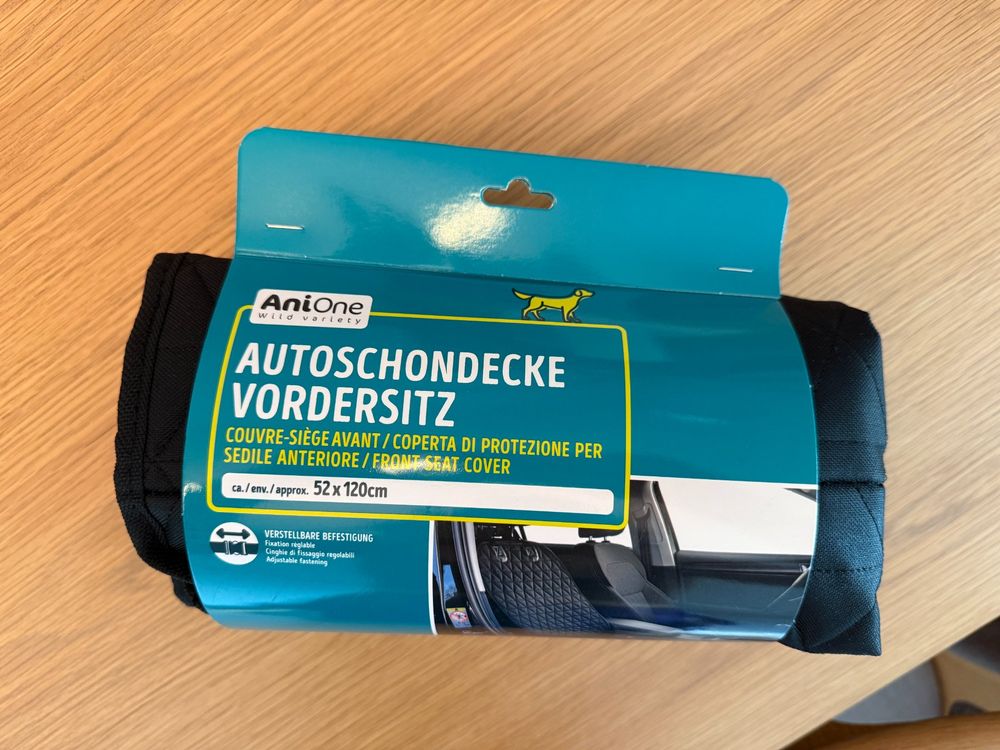 AniOne
Wild variety
AUTOSCHONDECKE
VORDERSITZ
COUVRE-SIÈGE AVANT / COPERTA DI PROTEZIONE PER
SEDILE ANTERIORE / FRONT SEAT COVER
ca. / env. / approx. 52 x 120cm
VERSTELLBARE BEFESTIGUNG
Fixation réglable
Cinghie di fissaggio regolabili
Adjustable fastening